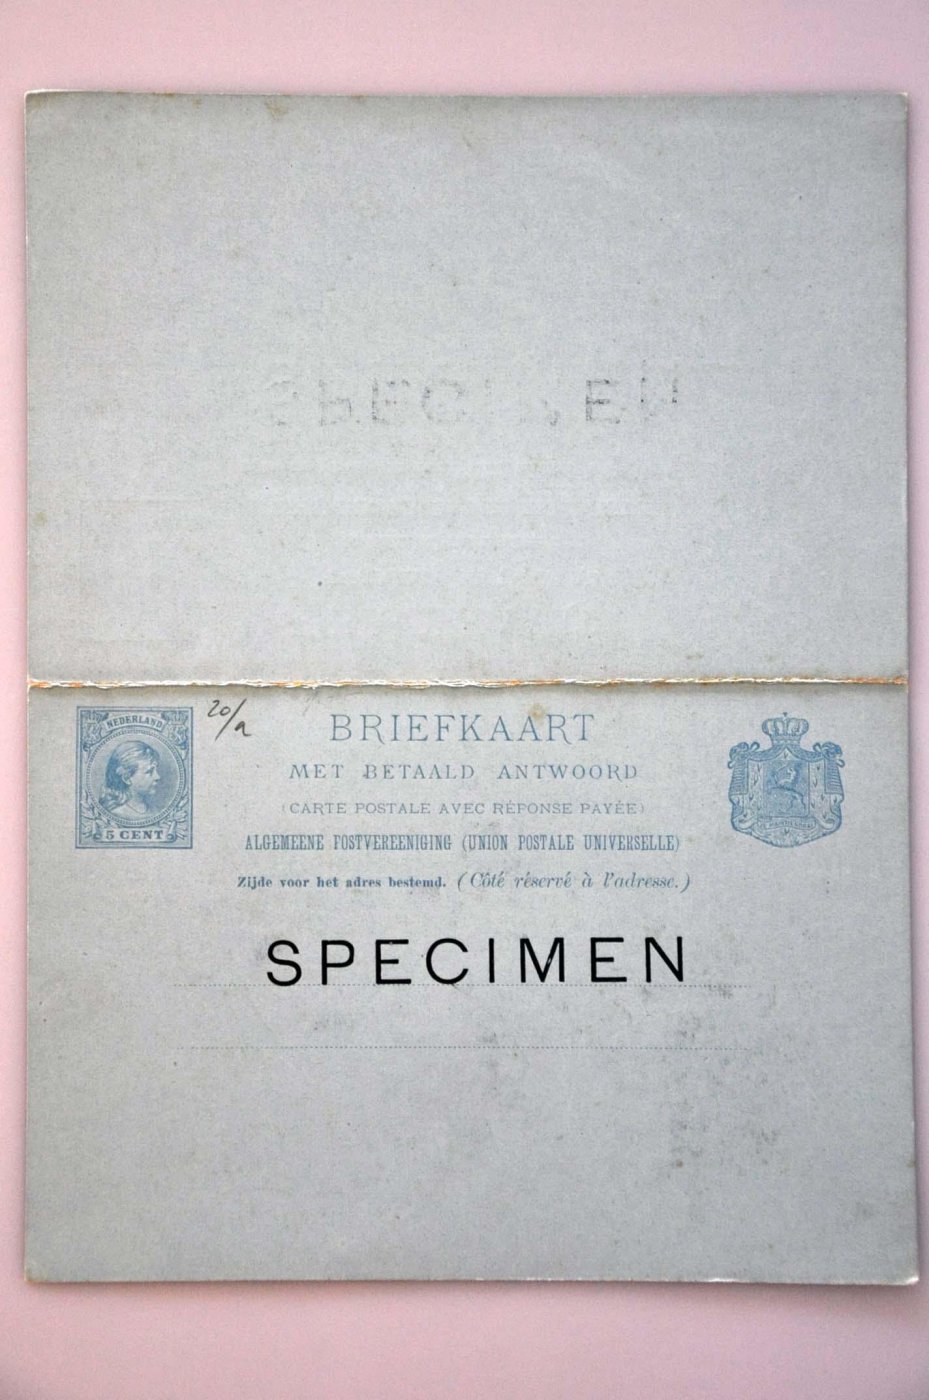 SPECIMEN
NEDERLAND
5 CENT
20/a
BRIEFKAART
MET BETAALD ANTWOORD
(CARTE POSTALE AVEC RÉPONSE PAYÉE)
ALGEMEENE POSTVEREENIGING (UNION POSTALE UNIVERSELLE)
Zijde voor het adres bestemd. (Côté réservé à l'adresse.)
SPECIMEN